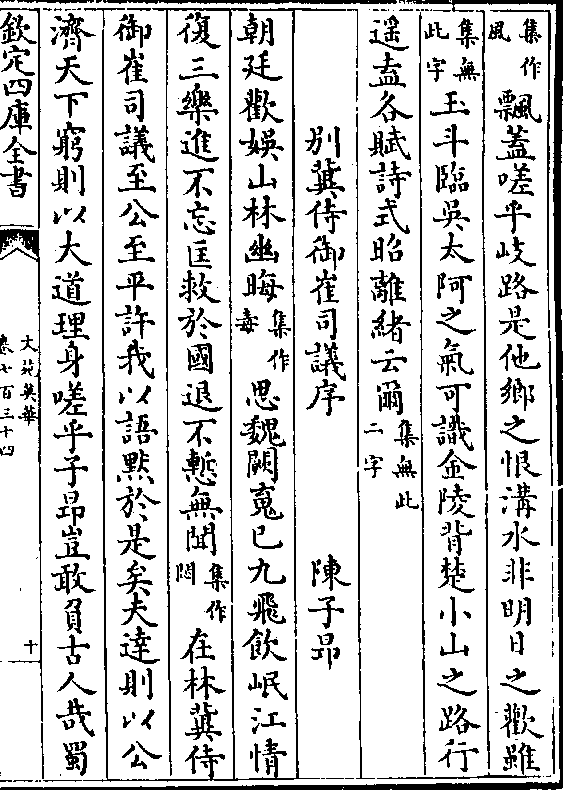 集作風飄蓋嗟乎岐路是他鄉之恨溝水非明日之歡雖
集無此字玉斗臨吳太阿之氣可識金陵背楚小山之路行
遥盍各賦詩式昭離緒云爾集無此二字
別冀侍御崔司議序 陳子昂
朝廷歡娛山林幽晦集作毒思魏闕䰟已九飛飲岷江情
復三樂進不忘匡救於國退不慙無聞集作悶在林冀侍
御崔司議至公至平許我以語黙於是矣夫達則以公
濟天下窮則以大道理身嗟乎子昂豈敢負古人哉蜀
欽定四庫全書
文苑英華
卷七百三十四
十